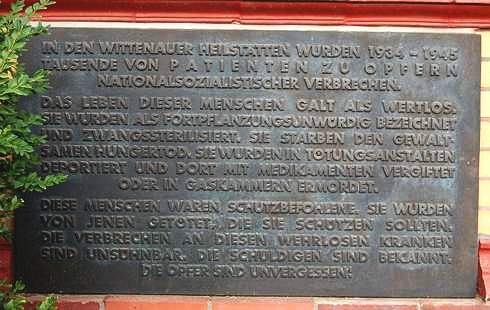 IN DEN WITTENAUER HEILSTÄTTEN WURDEN 1934-1945
TAUSENDE VON PATIENTEN ZU OPFERN
NATIONALSOZIALISTISCHER VERBRECHEN.
DAS LEBEN DIESER MENSCHEN GALT ALS WERTLOS.
SIE WURDEN ALS FORTPFLANZUNGSUNWÜRDIG BEZEICHNET
UND ZWANGSSTERILISIERT. SIE STARBEN DEN GEWALT-
SAMEN HUNGERTOD. SIE WURDEN IN TÖTUNGSANSTALTEN
DEPORTIERT UND DORT MIT MEDIKAMENTEN VERGIFTET
ODER IN GASKAMMERN ERMORDET.
DIESE MENSCHEN WAREN SCHUTZBEFOHLENE. SIE WURDEN
VON JENEN GETÖTET, DIE SIE SCHÜTZEN SOLLTEN.
DIE VERBRECHEN AN DIESEN WEHRLOSEN KRANKEN
SIND UNSÜHNBAR. DIE SCHULDIGEN SIND BEKANNT.
DIE OPFER SIND UNVERGESSEN.